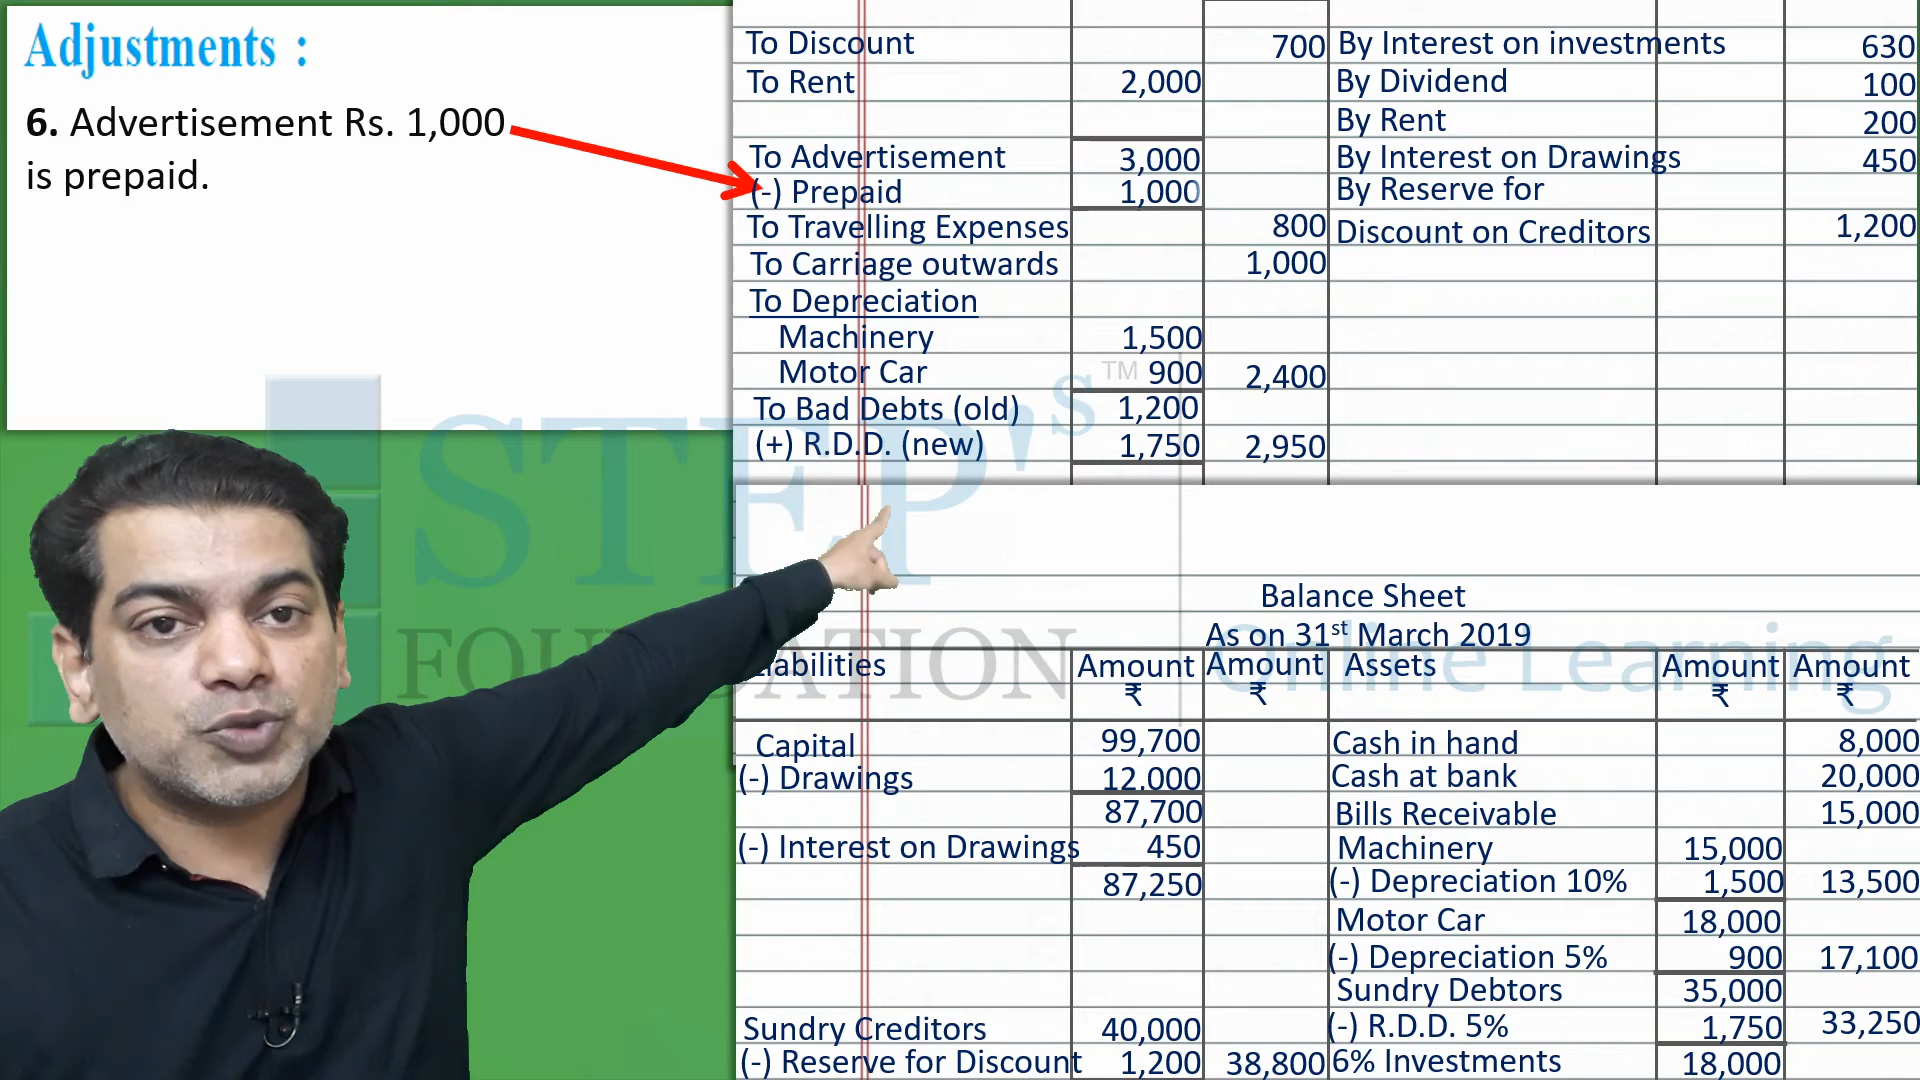 Adjustments :
6. Advertisement Rs. 1,000
is prepaid.
To Discount 700 By Interest on investments 630
To Rent 2,000 By Dividend 100
By Rent 200
To Advertisement 3,000 By Interest on Drawings 450
(-) Prepaid 1,000 By Reserve for
To Travelling Expenses 800 Discount on Creditors 1,200
To Carriage outwards 1,000
To Depreciation
Machinery 1,500
Motor Car 900 2,400
To Bad Debts (old) 1,200
(+) R.D.D. (new) 1,750 2,950
STEP's TM
FOUNDATION
Online Learning
Balance Sheet
As on 31st March 2019
Liabilities Amount ₹ Amount ₹ Assets Amount ₹ Amount ₹
Capital 99,700 Cash in hand 8,000
(-) Drawings 12,000 Cash at bank 20,000
87,700 Bills Receivable 15,000
(-) Interest on Drawings 450 Machinery 15,000
87,250 (-) Depreciation 10% 1,500 13,500
Motor Car 18,000
(-) Depreciation 5% 900 17,100
Sundry Debtors 35,000
Sundry Creditors 40,000 (-) R.D.D. 5% 1,750 33,250
(-) Reserve for Discount 1,200 38,800 6% Investments 18,000